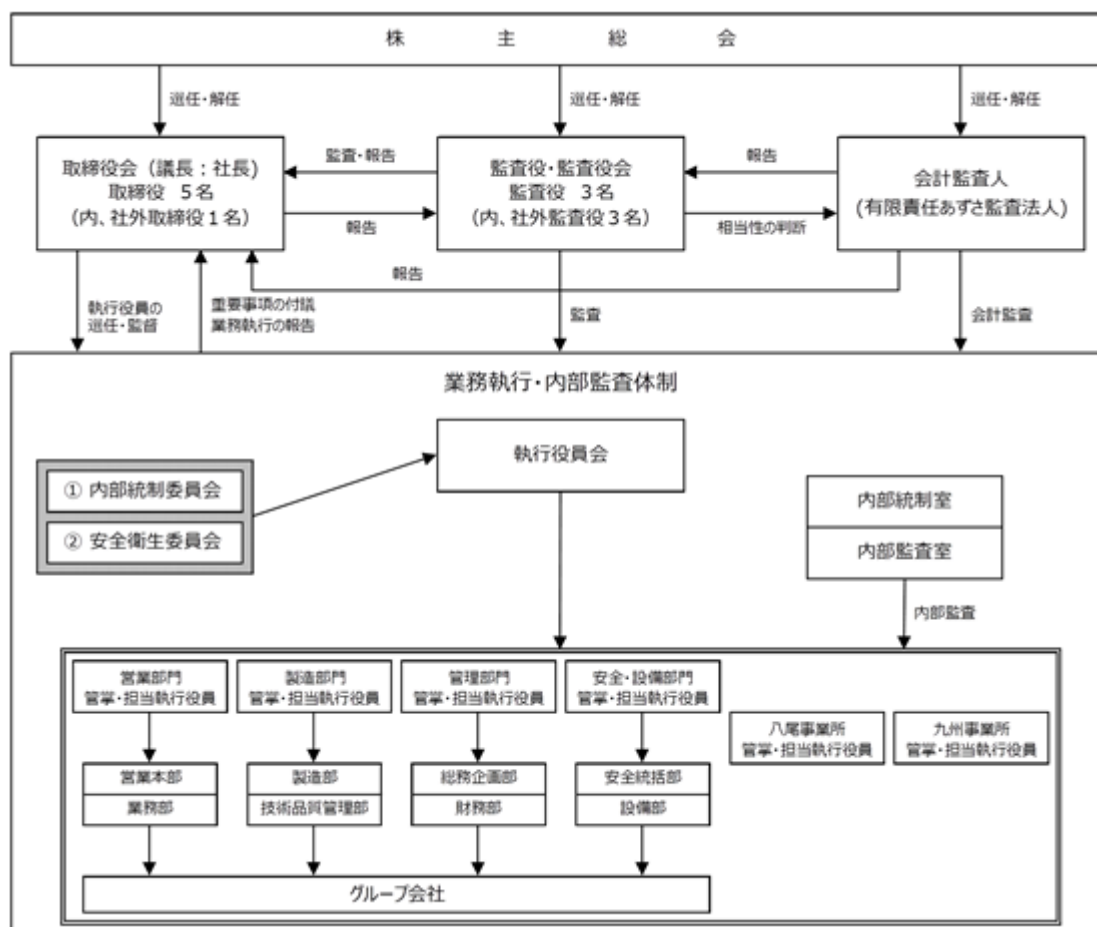 株主総会
選任・解任
選任・解任
選任・解任
取締役会（議長：社長）
取締役 5名
（内、社外取締役1名）
監査・報告
報告
監査役・監査役会
監査役 3名
（内、社外監査役3名）
報告
相当性の判断
会計監査人
(有限責任あずさ監査法人)
報告
執行役員の
選任・監督
重要事項の付議
業務執行の報告
監査
会計監査
業務執行・内部監査体制
執行役員会
① 内部統制委員会
② 安全衛生委員会
内部統制室
内部監査室
内部監査
営業部門
管掌・担当執行役員
製造部門
管掌・担当執行役員
管理部門
管掌・担当執行役員
安全・設備部門
管掌・担当執行役員
八尾事業所
管掌・担当執行役員
九州事業所
管掌・担当執行役員
営業本部
業務部
製造部
技術品質管理部
総務企画部
財務部
安全統括部
設備部
グループ会社